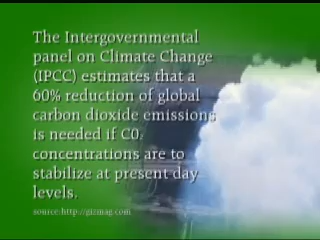 The Intergovernmental
panel on Climate Change
(IPCC) estimates that a
60% reduction of global
carbon dioxide emissions
is needed if C0₂
concentrations are to
stabilize at present day
levels.
source:http://gizmag.com